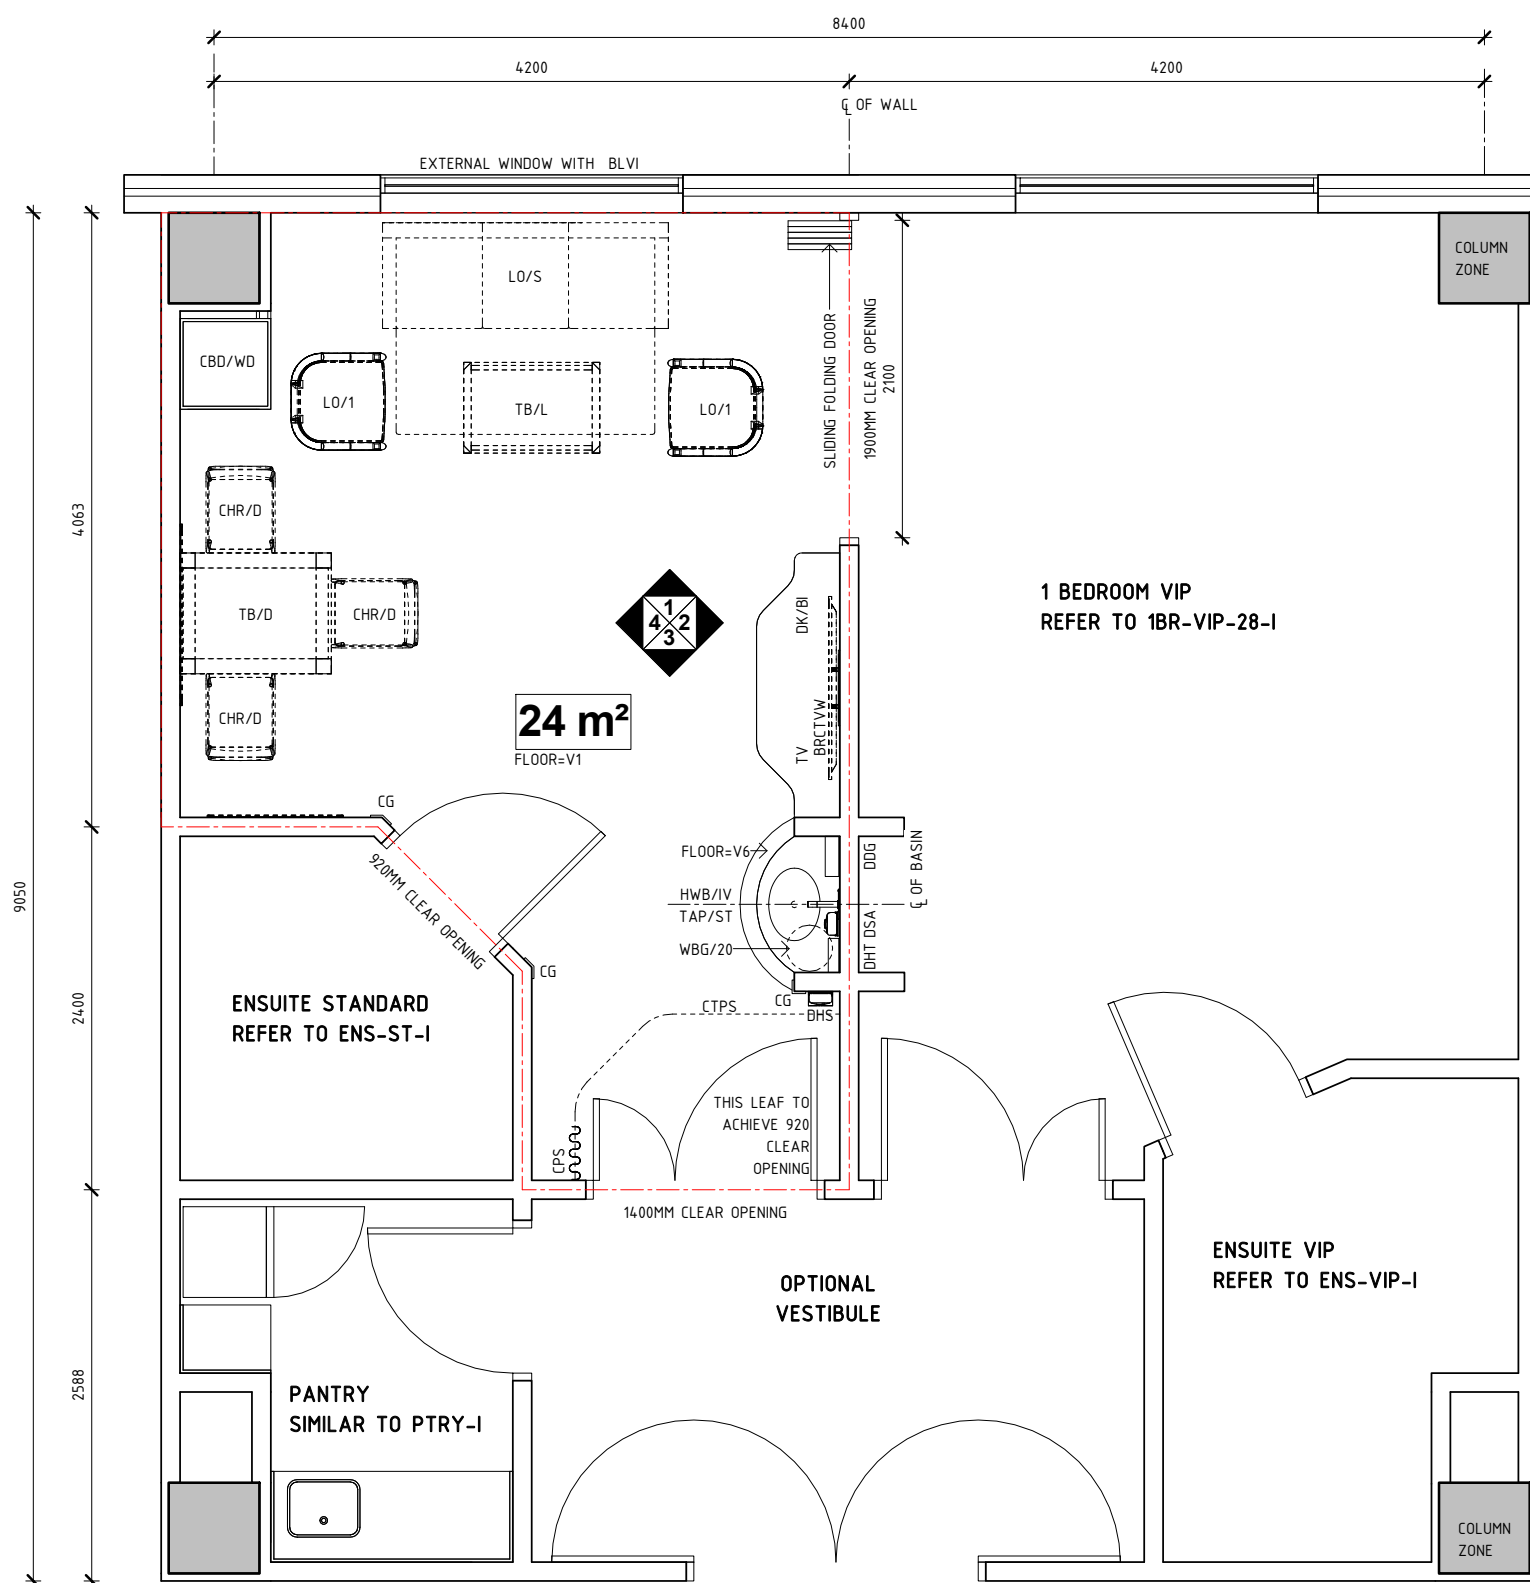 8400
4200
4200
℄ OF WALL
EXTERNAL WINDOW WITH BLVI
COLUMN
ZONE
LO/S
SLIDING FOLDING DOOR
1900MM CLEAR OPENING
2100
CBD/WD
LO/1
TB/L
LO/1
CHR/D
4063
TB/D
CHR/D
DK/BI
1
4
2
3
1 BEDROOM VIP
REFER TO 1BR-VIP-28-I
CHR/D
24 m²
FLOOR=V1
TV
BRCTVW
CG
920MM CLEAR OPENING
FLOOR=V6
DDG
℄ OF BASIN
9050
HWB/IV
TAP/ST
WBG/20
DHT DSA
CG
CG
DHS
CTPS
2400
ENSUITE STANDARD
REFER TO ENS-ST-I
THIS LEAF TO
ACHIEVE 920
CLEAR
OPENING
CPS
1400MM CLEAR OPENING
ENSUITE VIP
REFER TO ENS-VIP-I
OPTIONAL
VESTIBULE
2588
PANTRY
SIMILAR TO PTRY-I
COLUMN
ZONE